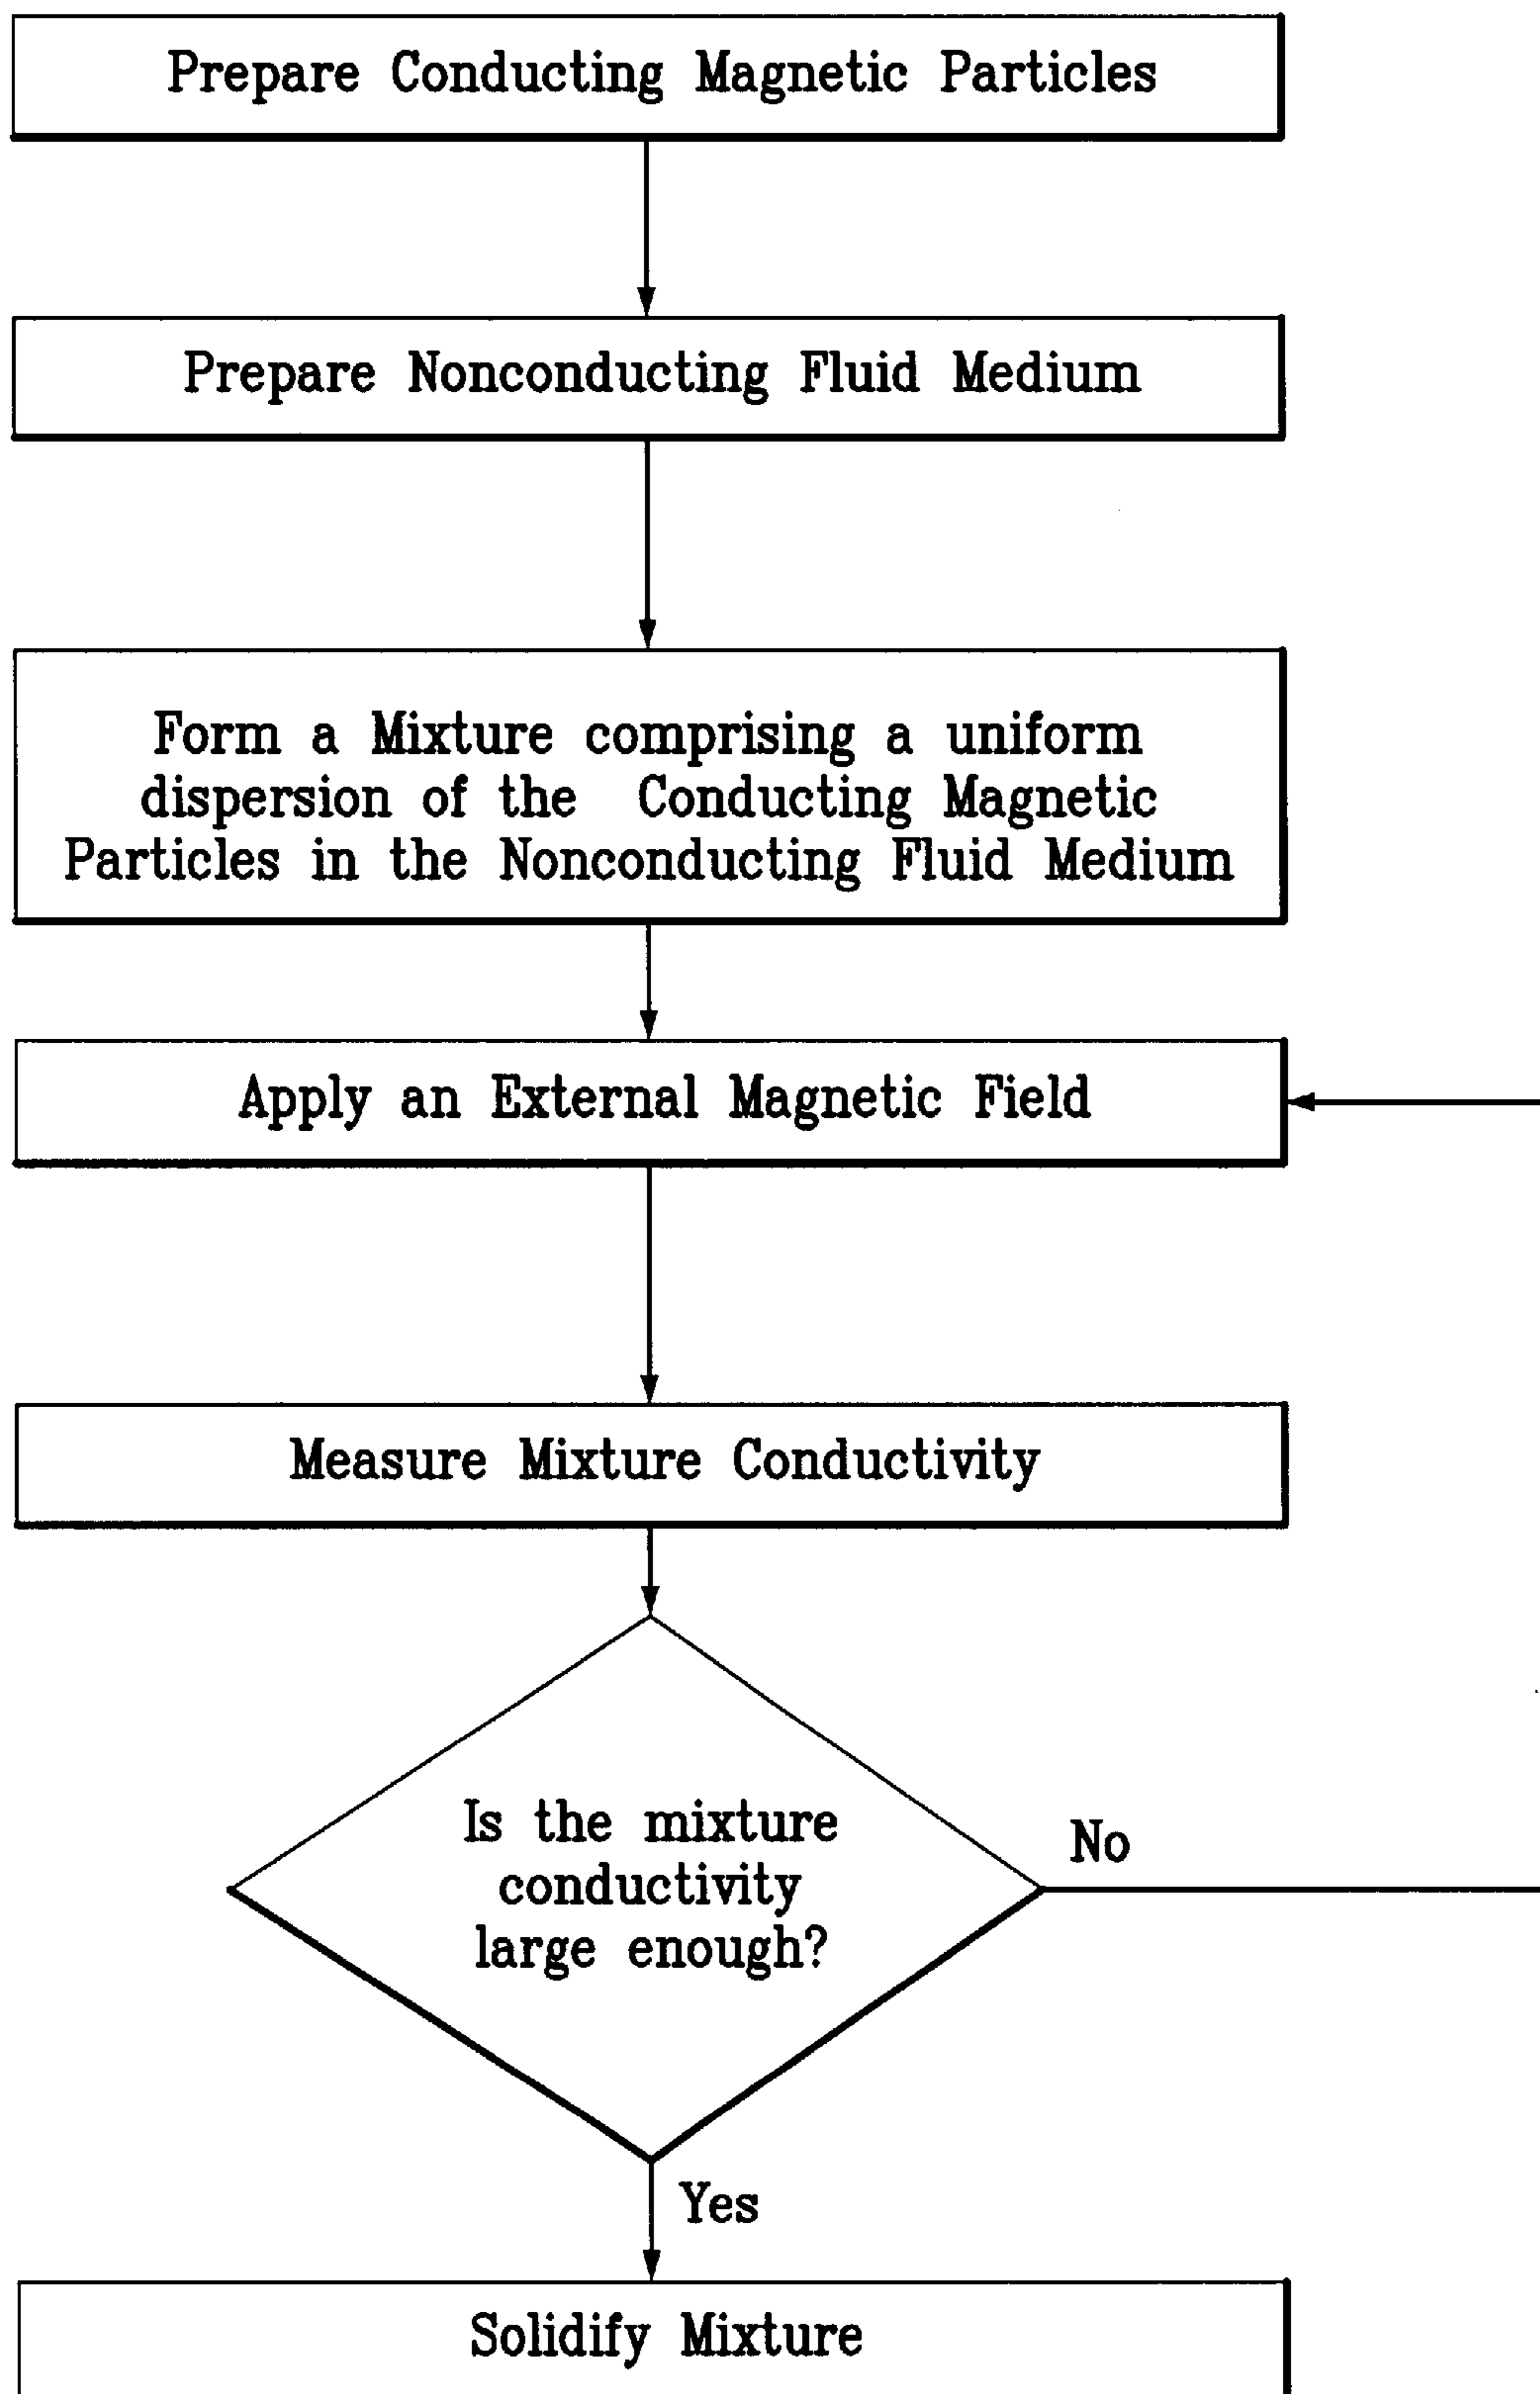 Prepare Conducting Magnetic Particles
Prepare Nonconducting Fluid Medium
Form a Mixture comprising a uniform
dispersion of the Conducting Magnetic
Particles in the Nonconducting Fluid Medium
Apply an External Magnetic Field
Measure Mixture Conductivity
Is the mixture
conductivity
large enough?
No
Yes
Solidify Mixture